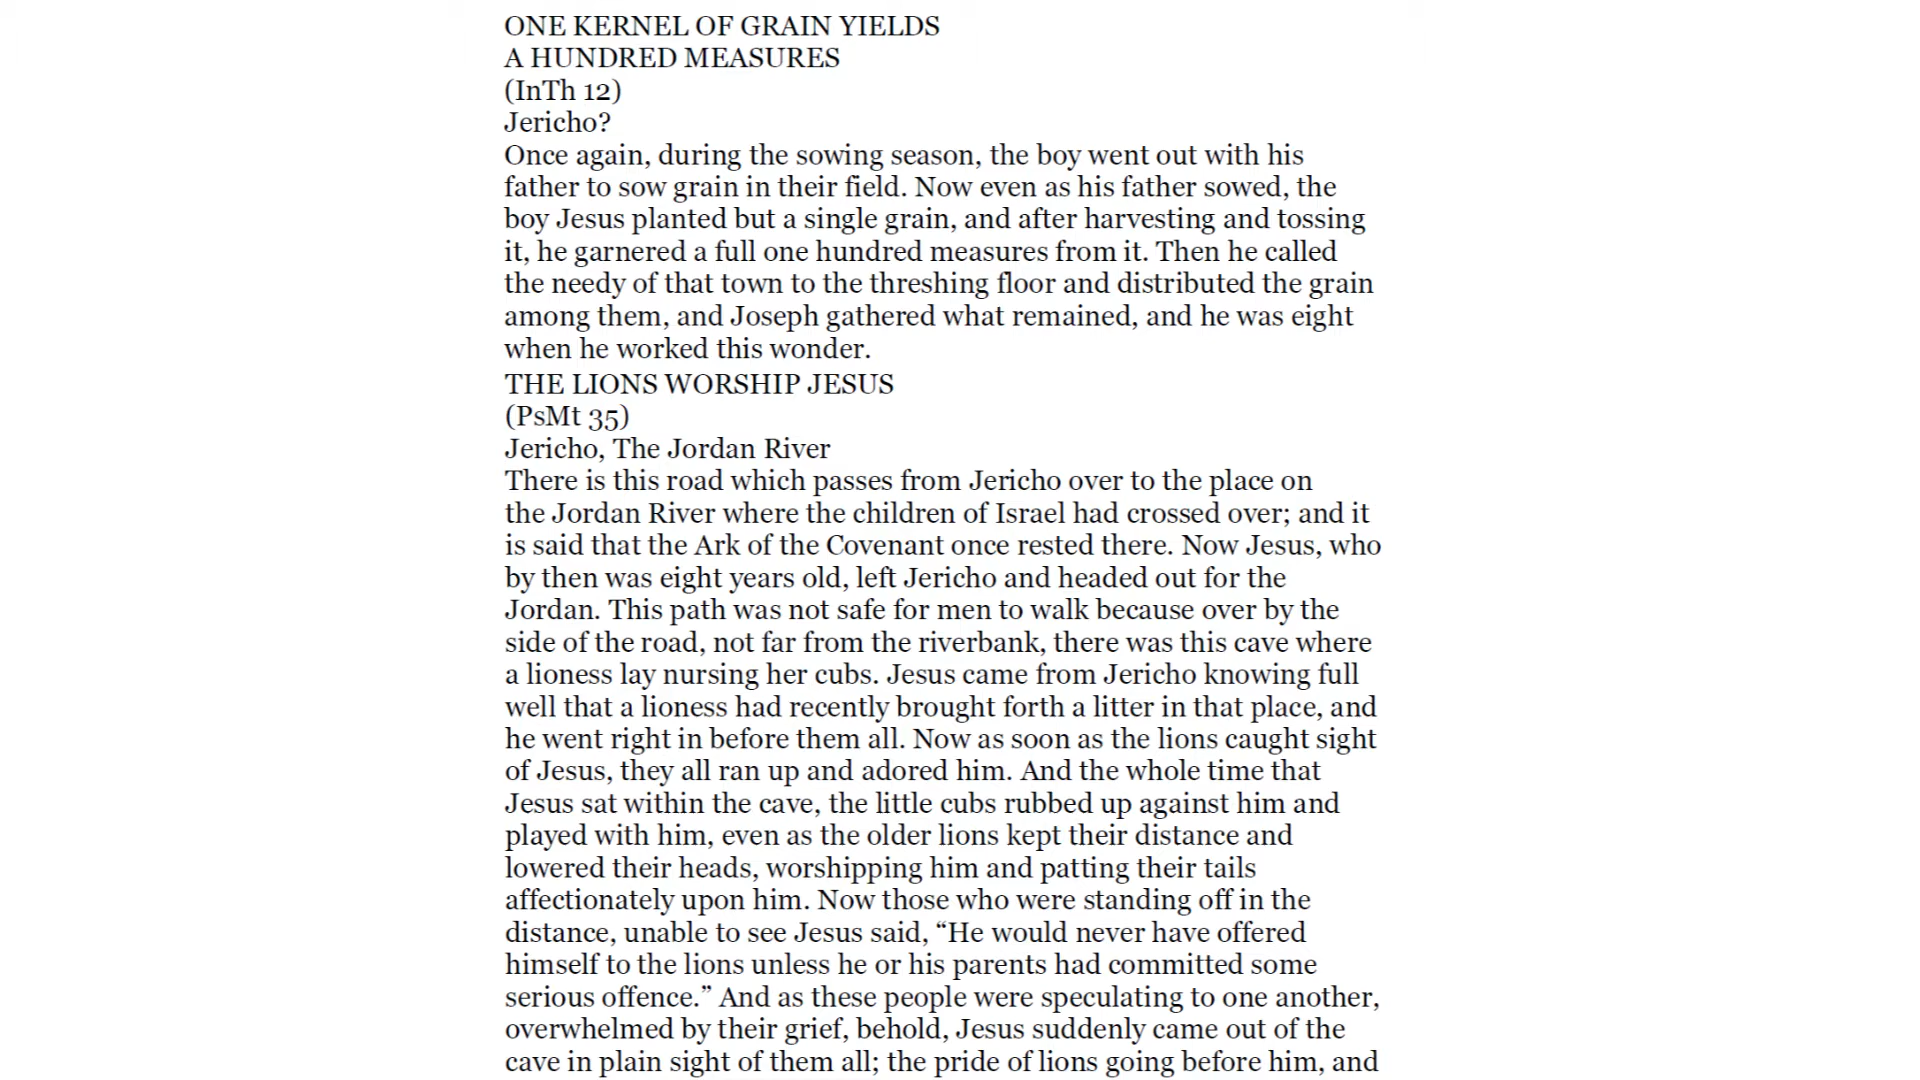 ONE KERNEL OF GRAIN YIELDS
A HUNDRED MEASURES
(InTh 12)
Jericho?
Once again, during the sowing season, the boy went out with his
father to sow grain in their field. Now even as his father sowed, the
boy Jesus planted but a single grain, and after harvesting and tossing
it, he garnered a full one hundred measures from it. Then he called
the needy of that town to the threshing floor and distributed the grain
among them, and Joseph gathered what remained, and he was eight
when he worked this wonder.
THE LIONS WORSHIP JESUS
(PsMt 35)
Jericho, The Jordan River
There is this road which passes from Jericho over to the place on
the Jordan River where the children of Israel had crossed over; and it
is said that the Ark of the Covenant once rested there. Now Jesus, who
by then was eight years old, left Jericho and headed out for the
Jordan. This path was not safe for men to walk because over by the
side of the road, not far from the riverbank, there was this cave where
a lioness lay nursing her cubs. Jesus came from Jericho knowing full
well that a lioness had recently brought forth a litter in that place, and
he went right in before them all. Now as soon as the lions caught sight
of Jesus, they all ran up and adored him. And the whole time that
Jesus sat within the cave, the little cubs rubbed up against him and
played with him, even as the older lions kept their distance and
lowered their heads, worshipping him and patting their tails
affectionately upon him. Now those who were standing off in the
distance, unable to see Jesus said, “He would never have offered
himself to the lions unless he or his parents had committed some
serious offence.” And as these people were speculating to one another,
overwhelmed by their grief, behold, Jesus suddenly came out of the
cave in plain sight of them all; the pride of lions going before him, and